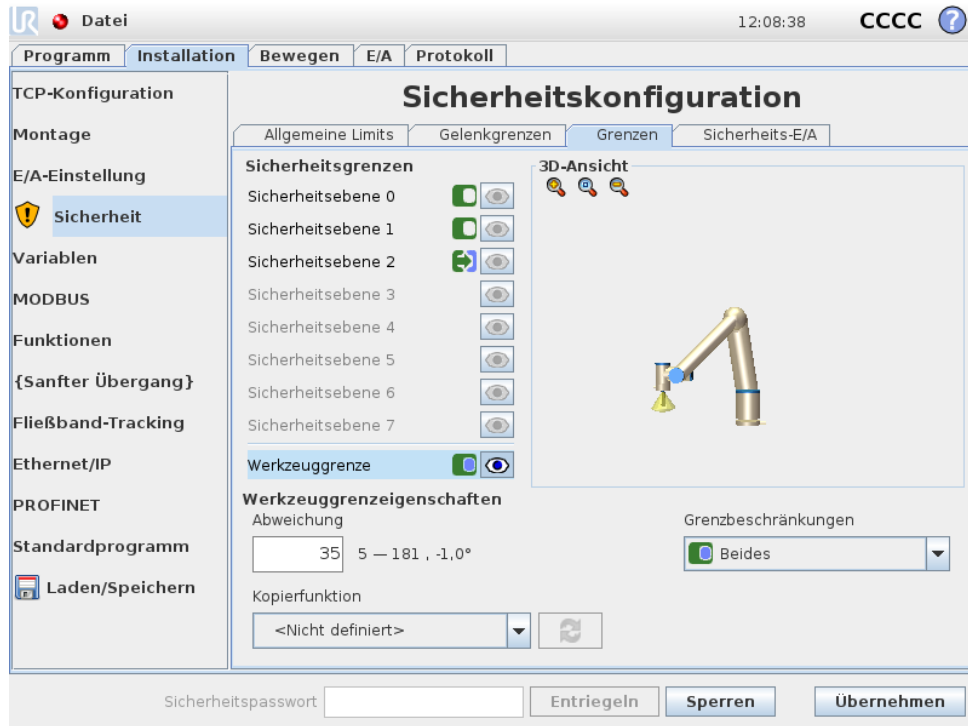 UR Datei 12:08:38 CCCC ?
Programm Installation Bewegen E/A Protokoll
TCP-Konfiguration
Montage
E/A-Einstellung
Sicherheit
Variablen
MODBUS
Funktionen
{Sanfter Übergang}
Fließband-Tracking
Ethernet/IP
PROFINET
Standardprogramm
Laden/Speichern
Sicherheitskonfiguration
Allgemeine Limits Gelenkgrenzen Grenzen Sicherheits-E/A
Sicherheitsgrenzen
Sicherheitsebene 0
Sicherheitsebene 1
Sicherheitsebene 2
Sicherheitsebene 3
Sicherheitsebene 4
Sicherheitsebene 5
Sicherheitsebene 6
Sicherheitsebene 7
Werkzeuggrenze
3D-Ansicht
Werkzeuggrenzeigenschaften
Abweichung
35 5 — 181 , -1,0°
Grenzbeschränkungen
Beides
Kopierfunktion
<Nicht definiert>
Sicherheitspasswort Entriegeln Sperren Übernehmen